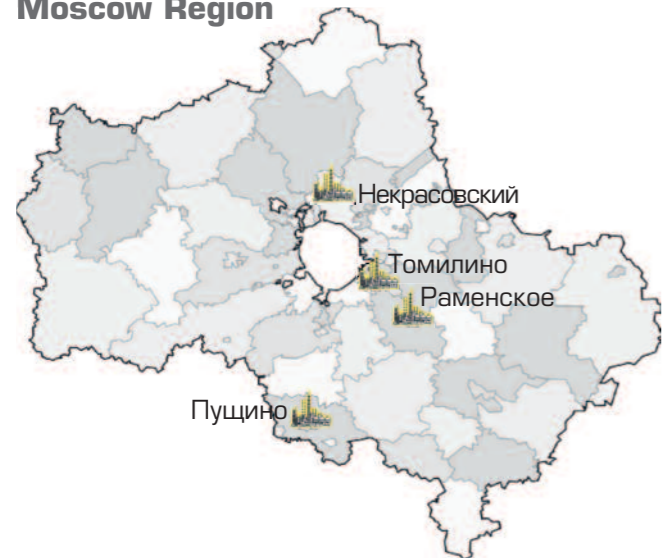 Moscow Region
Некрасовский
Томилино
Раменское
Пущино